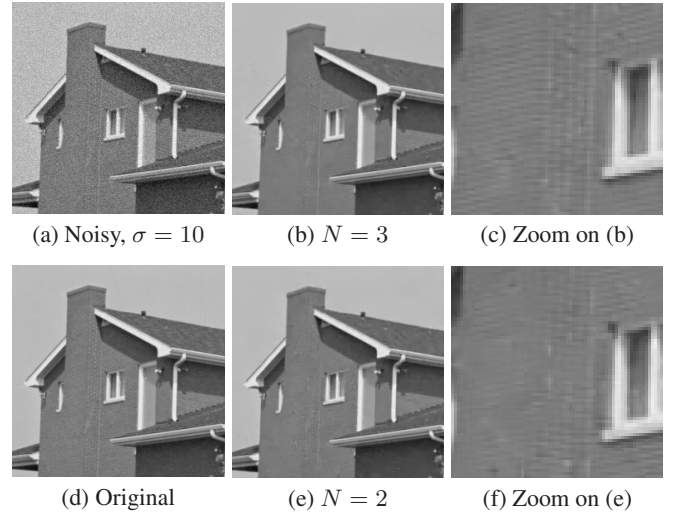 (a) Noisy, σ = 10
(b) N = 3
(c) Zoom on (b)
(d) Original
(e) N = 2
(f) Zoom on (e)